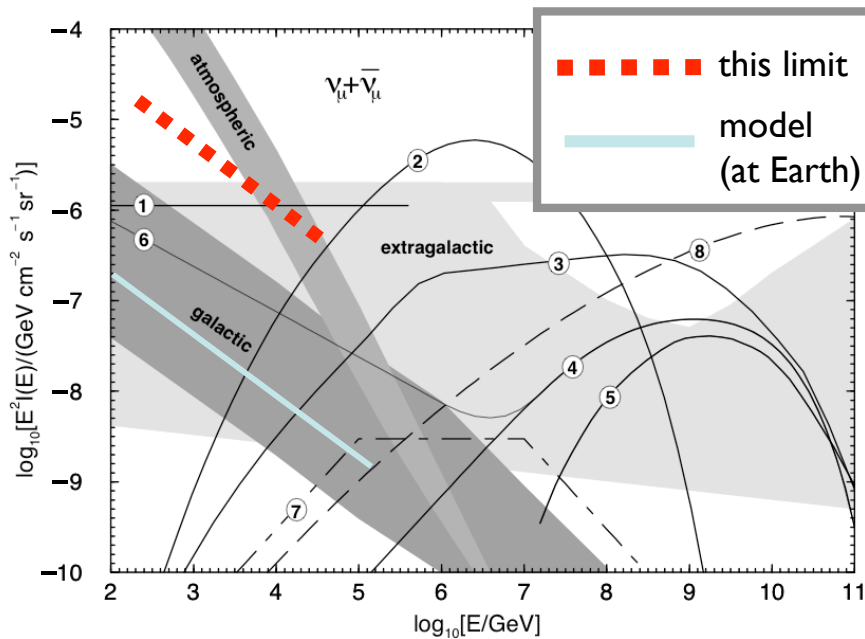 −4
−5
−6
−7
−8
−9
−10
log₁₀[E²I(E)/(GeV cm⁻² s⁻¹ sr⁻¹)]
atmospheric
ν_μ+ν̅_μ
this limit
model
(at Earth)
2
1
6
extragalactic
3
8
galactic
4
5
7
2 3 4 5 6 7 8 9 10 11
log₁₀[E/GeV]